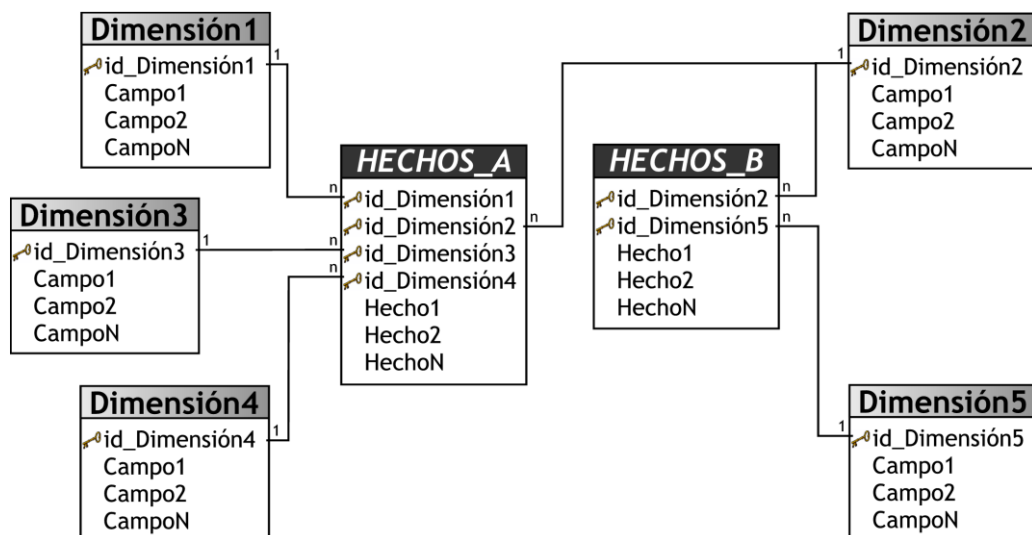 Dimensión1
id_Dimensión1
Campo1
Campo2
CampoN
1
Dimensión2
id_Dimensión2
Campo1
Campo2
CampoN
1
Dimensión3
id_Dimensión3
Campo1
Campo2
CampoN
1
HECHOS_A
id_Dimensión1
id_Dimensión2
id_Dimensión3
id_Dimensión4
Hecho1
Hecho2
HechoN
n
n
n
n
HECHOS_B
id_Dimensión2
id_Dimensión5
Hecho1
Hecho2
HechoN
n
n
Dimensión4
id_Dimensión4
Campo1
Campo2
CampoN
1
Dimensión5
id_Dimensión5
Campo1
Campo2
CampoN
1